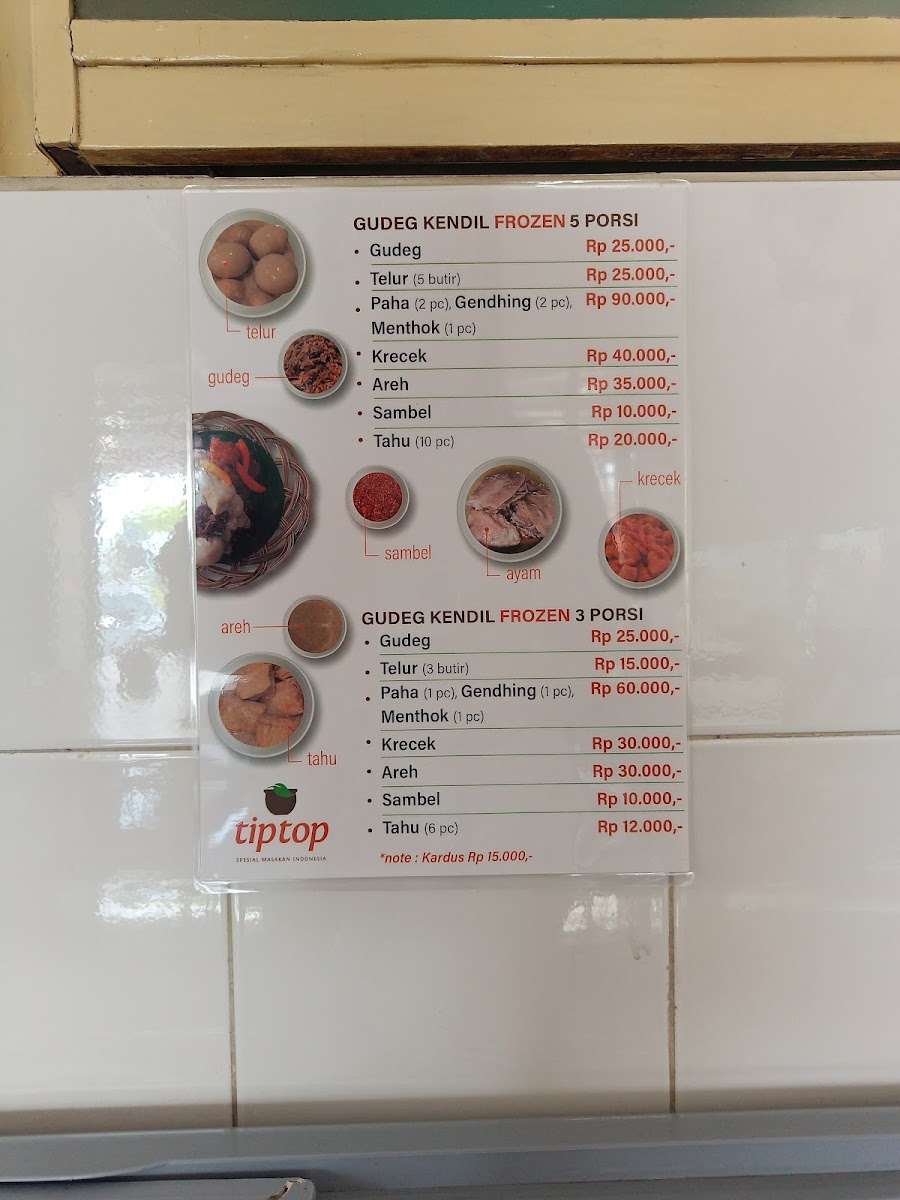 GUDEG KENDIL FROZEN 5 PORSI
• Gudeg Rp 25.000,-
• Telur (5 butir) Rp 25.000,-
• Paha (2 pc), Gendhing (2 pc), Rp 90.000,-
Menthok (1 pc)
• Krecek Rp 40.000,-
• Areh Rp 35.000,-
• Sambel Rp 10.000,-
• Tahu (10 pc) Rp 20.000,-
telur
gudeg
krecek
sambel
ayam
areh
tahu
GUDEG KENDIL FROZEN 3 PORSI
• Gudeg Rp 25.000,-
• Telur (3 butir) Rp 15.000,-
• Paha (1 pc), Gendhing (1 pc), Rp 60.000,-
Menthok (1 pc)
• Krecek Rp 30.000,-
• Areh Rp 30.000,-
• Sambel Rp 10.000,-
• Tahu (6 pc) Rp 12.000,-
*note : Kardus Rp 15.000,-
tiptop
SPESIAL MASAKAN INDONESIA